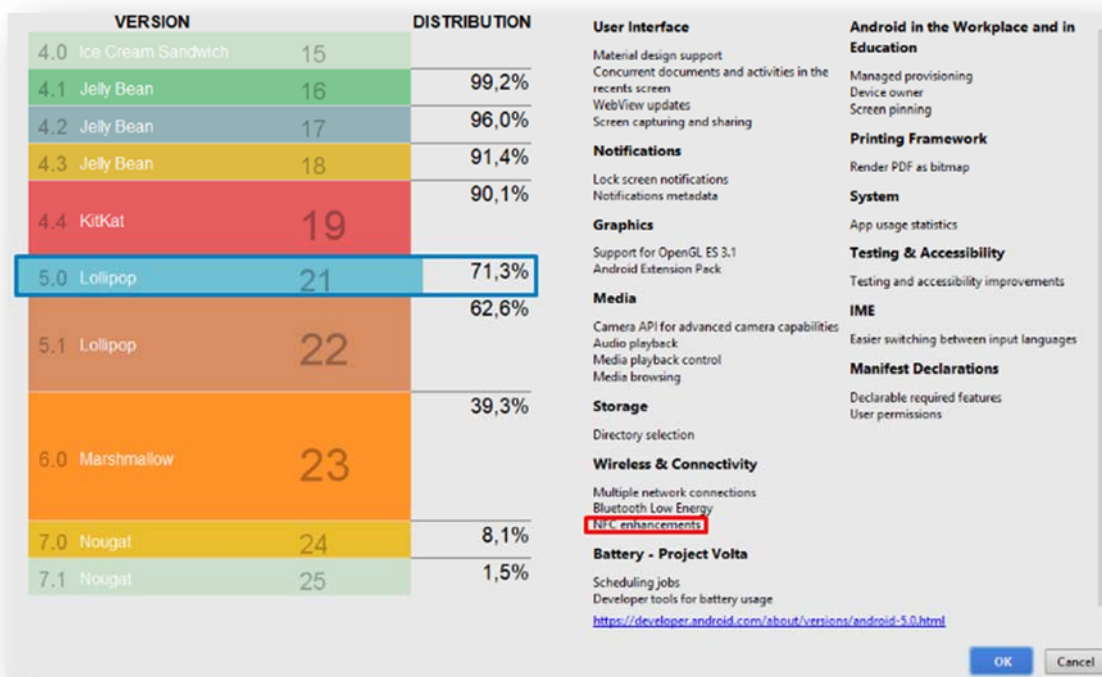 VERSION DISTRIBUTION
4.0 Ice Cream Sandwich 15
4.1 Jelly Bean 16 99,2%
4.2 Jelly Bean 17 96,0%
4.3 Jelly Bean 18 91,4%
4.4 KitKat 19 90,1%
5.0 Lollipop 21 71,3%
5.1 Lollipop 22 62,6%
6.0 Marshmallow 23 39,3%
7.0 Nougat 24 8,1%
7.1 Nougat 25 1,5%
User Interface
Material design support
Concurrent documents and activities in the
recents screen
WebView updates
Screen capturing and sharing
Notifications
Lock screen notifications
Notifications metadata
Graphics
Support for OpenGL ES 3.1
Android Extension Pack
Media
Camera API for advanced camera capabilities
Audio playback
Media playback control
Media browsing
Storage
Directory selection
Wireless & Connectivity
Multiple network connections
Bluetooth Low Energy
NFC enhancements
Battery - Project Volta
Scheduling jobs
Developer tools for battery usage
https://developer.android.com/about/versions/android-5.0.html
Android in the Workplace and in
Education
Managed provisioning
Device owner
Screen pinning
Printing Framework
Render PDF as bitmap
System
App usage statistics
Testing & Accessibility
Testing and accessibility improvements
IME
Easier switching between input languages
Manifest Declarations
Declarable required features
User permissions
OK Cancel